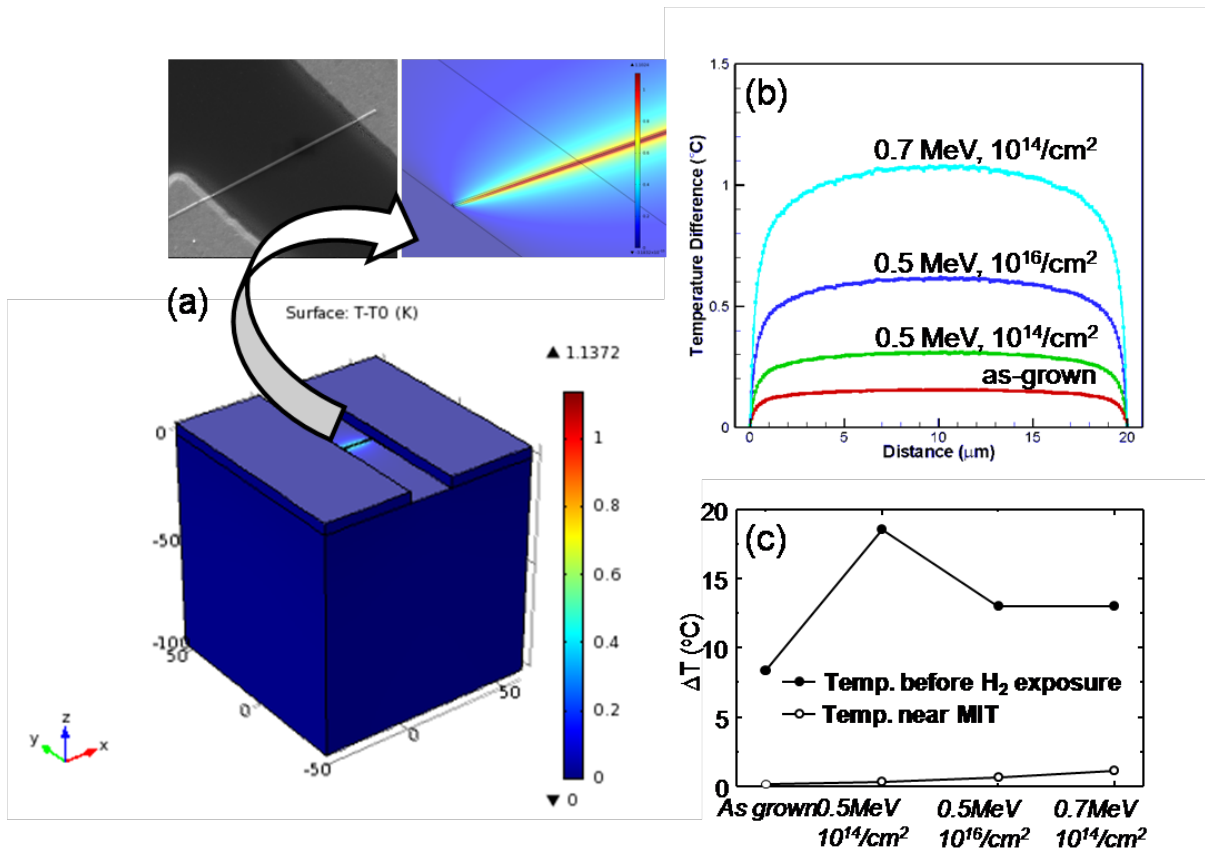 (a)
Surface: T-T0 (K)
▲ 1.1372
1
0.8
0.6
0.4
0.2
0
▼ 0
0
-50
-100
50
0
-50
0
50
z
y
x
(b)
1.5
1
0.5
0
Temperature Difference (°C)
0.7 MeV, 10¹⁴/cm²
0.5 MeV, 10¹⁶/cm²
0.5 MeV, 10¹⁴/cm²
as-grown
0 5 10 15 20
Distance (μm)
(c)
20
15
10
5
0
ΔT (°C)
Temp. before H₂ exposure
Temp. near MIT
As grown 0.5MeV 0.5MeV 0.7MeV
10¹⁴/cm² 10¹⁶/cm² 10¹⁴/cm²